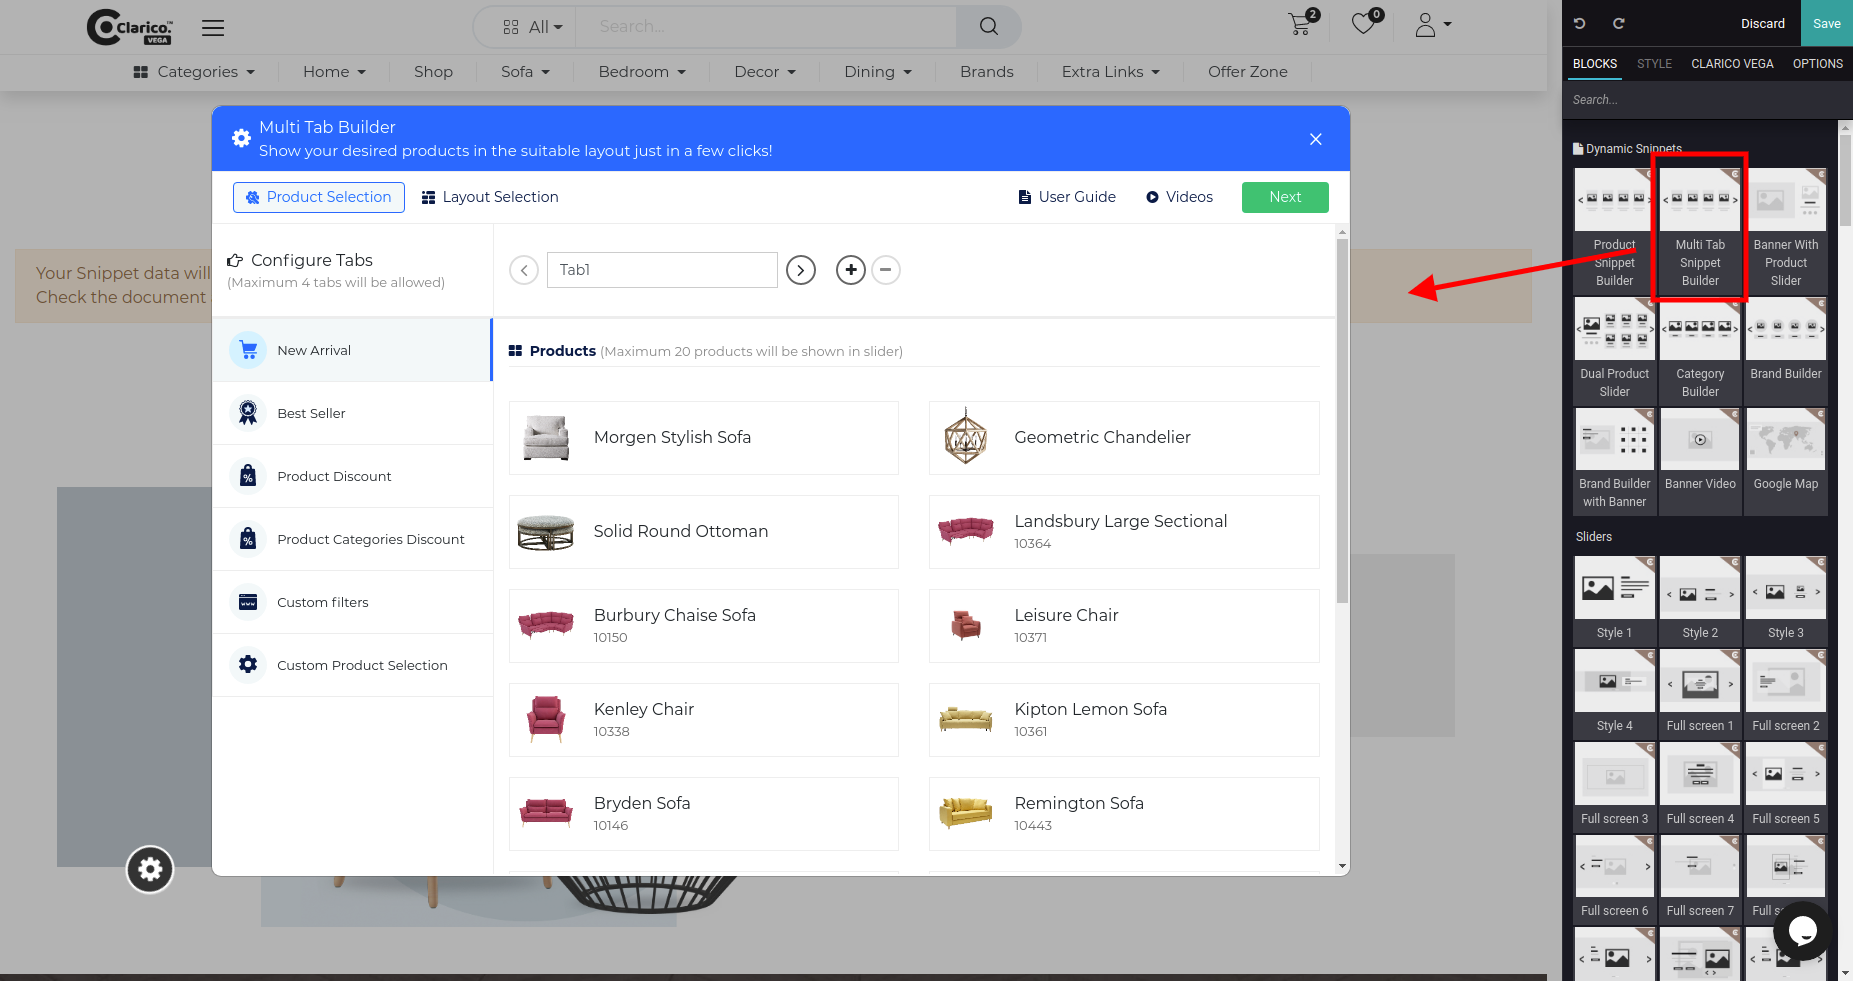 Clarico.™
VEGA
All
Search...
2
0
Discard
Save
Categories
Home
Shop
Sofa
Bedroom
Decor
Dining
Brands
Extra Links
Offer Zone
BLOCKS
STYLE
CLARICO VEGA
OPTIONS
Search...
Multi Tab Builder
Show your desired products in the suitable layout just in a few clicks!
Product Selection
Layout Selection
User Guide
Videos
Next
Your Snippet data will
Check the document
Configure Tabs
(Maximum 4 tabs will be allowed)
Tab1
New Arrival
Best Seller
Product Discount
Product Categories Discount
Custom filters
Custom Product Selection
Products (Maximum 20 products will be shown in slider)
Morgen Stylish Sofa
Geometric Chandelier
Solid Round Ottoman
Landsbury Large Sectional
10364
Burbury Chaise Sofa
10150
Leisure Chair
10371
Kenley Chair
10338
Kipton Lemon Sofa
10361
Bryden Sofa
10146
Remington Sofa
10443
Dynamic Snippets
Product
Snippet
Builder
Multi Tab
Snippet
Builder
Banner With
Product
Slider
Dual Product
Slider
Category
Builder
Brand Builder
Brand Builder
with Banner
Banner Video
Google Map
Sliders
Style 1
Style 2
Style 3
Style 4
Full screen 1
Full screen 2
Full screen 3
Full screen 4
Full screen 5
Full screen 6
Full screen 7
Full